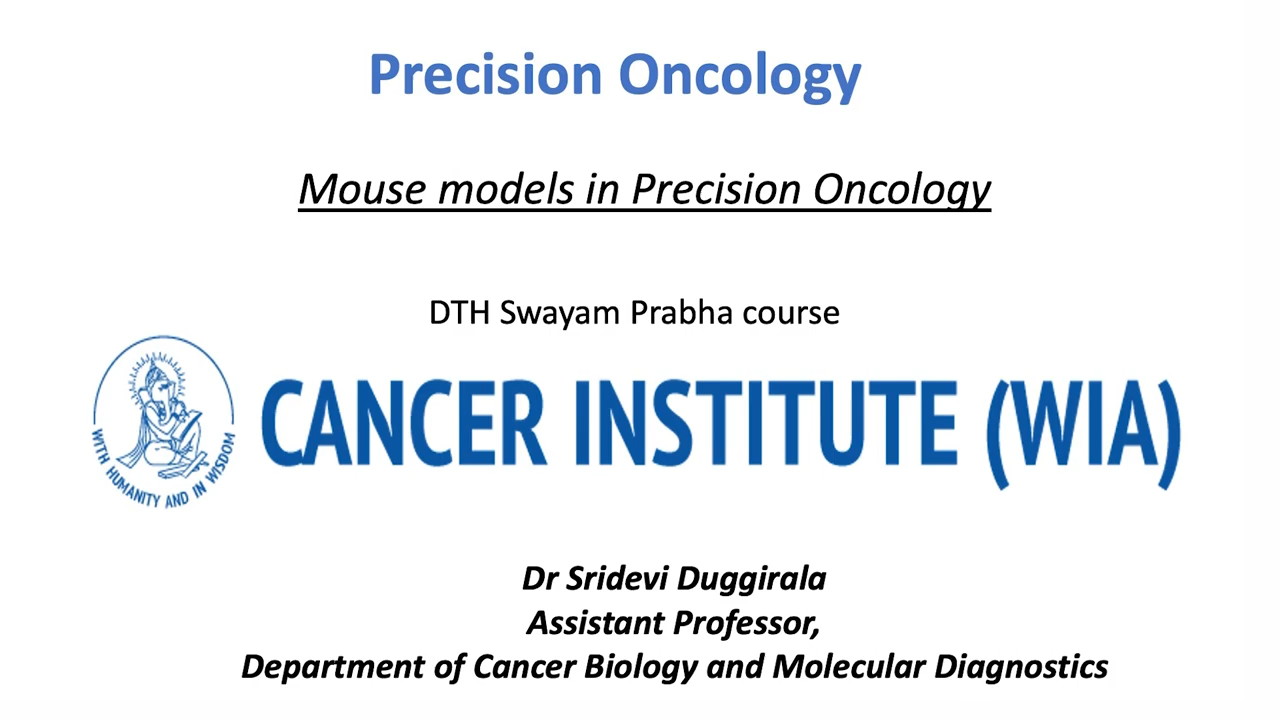 Precision Oncology
Mouse models in Precision Oncology
DTH Swayam Prabha course
CANCER INSTITUTE (WIA)
WITH HUMANITY AND IN WISDOM
Dr Sridevi Duggirala
Assistant Professor,
Department of Cancer Biology and Molecular Diagnostics